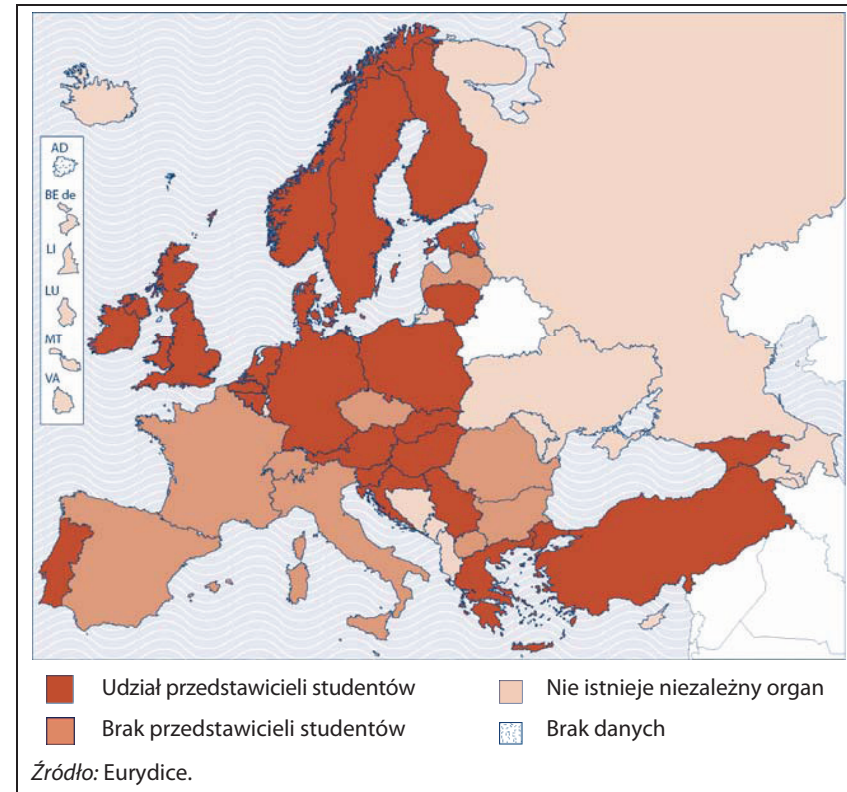 AD
BE de
LI
LU
MT
VA
Udział przedstawicieli studentów
Nie istnieje niezależny organ
Brak przedstawicieli studentów
Brak danych
Źródło: Eurydice.